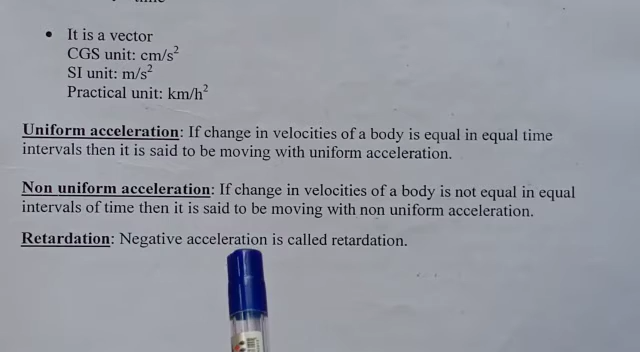 • It is a vector
CGS unit: cm/s²
SI unit: m/s²
Practical unit: km/h²
Uniform acceleration: If change in velocities of a body is equal in equal time
intervals then it is said to be moving with uniform acceleration.
Non uniform acceleration: If change in velocities of a body is not equal in equal
intervals of time then it is said to be moving with non uniform acceleration.
Retardation: Negative acceleration is called retardation.